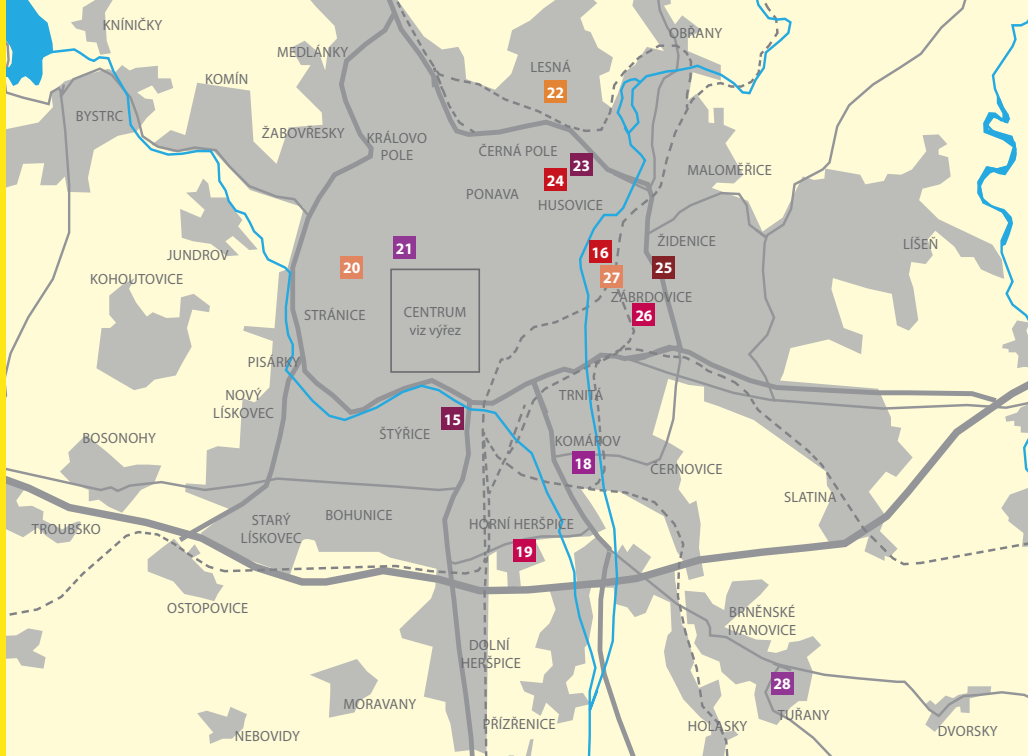 KNÍNIČKY
OBŘANY
MEDLÁNKY
LESNÁ
KOMÍN
22
BYSTRC
ŽABOVŘESKY
KRÁLOVO
POLE
ČERNÁ POLE
23
MALOMĚŘICE
24
PONAVA
HUSOVICE
ŽIDENICE
LÍŠEŇ
21
16
JUNDROV
20
25
KOHOUTOVICE
27
ZÁBRDOVICE
STRÁNICE
CENTRUM
viz výřez
26
PISÁRKY
NOVÝ
LÍSKOVEC
TRNITÁ
15
ŠTÝŘICE
BOSONOHY
KOMÁROV
18
ČERNOVICE
SLATINA
BOHUNICE
STARÝ
LÍSKOVEC
HORNÍ HERŠPICE
TROUBSKO
19
OSTOPOVICE
BRNĚNSKÉ
IVANOVICE
DOLNÍ
HERŠPICE
28
MORAVANY
TUŘANY
PŘÍZŘENICE
HOLÁSKY
DVORSKY
NEBOVIDY